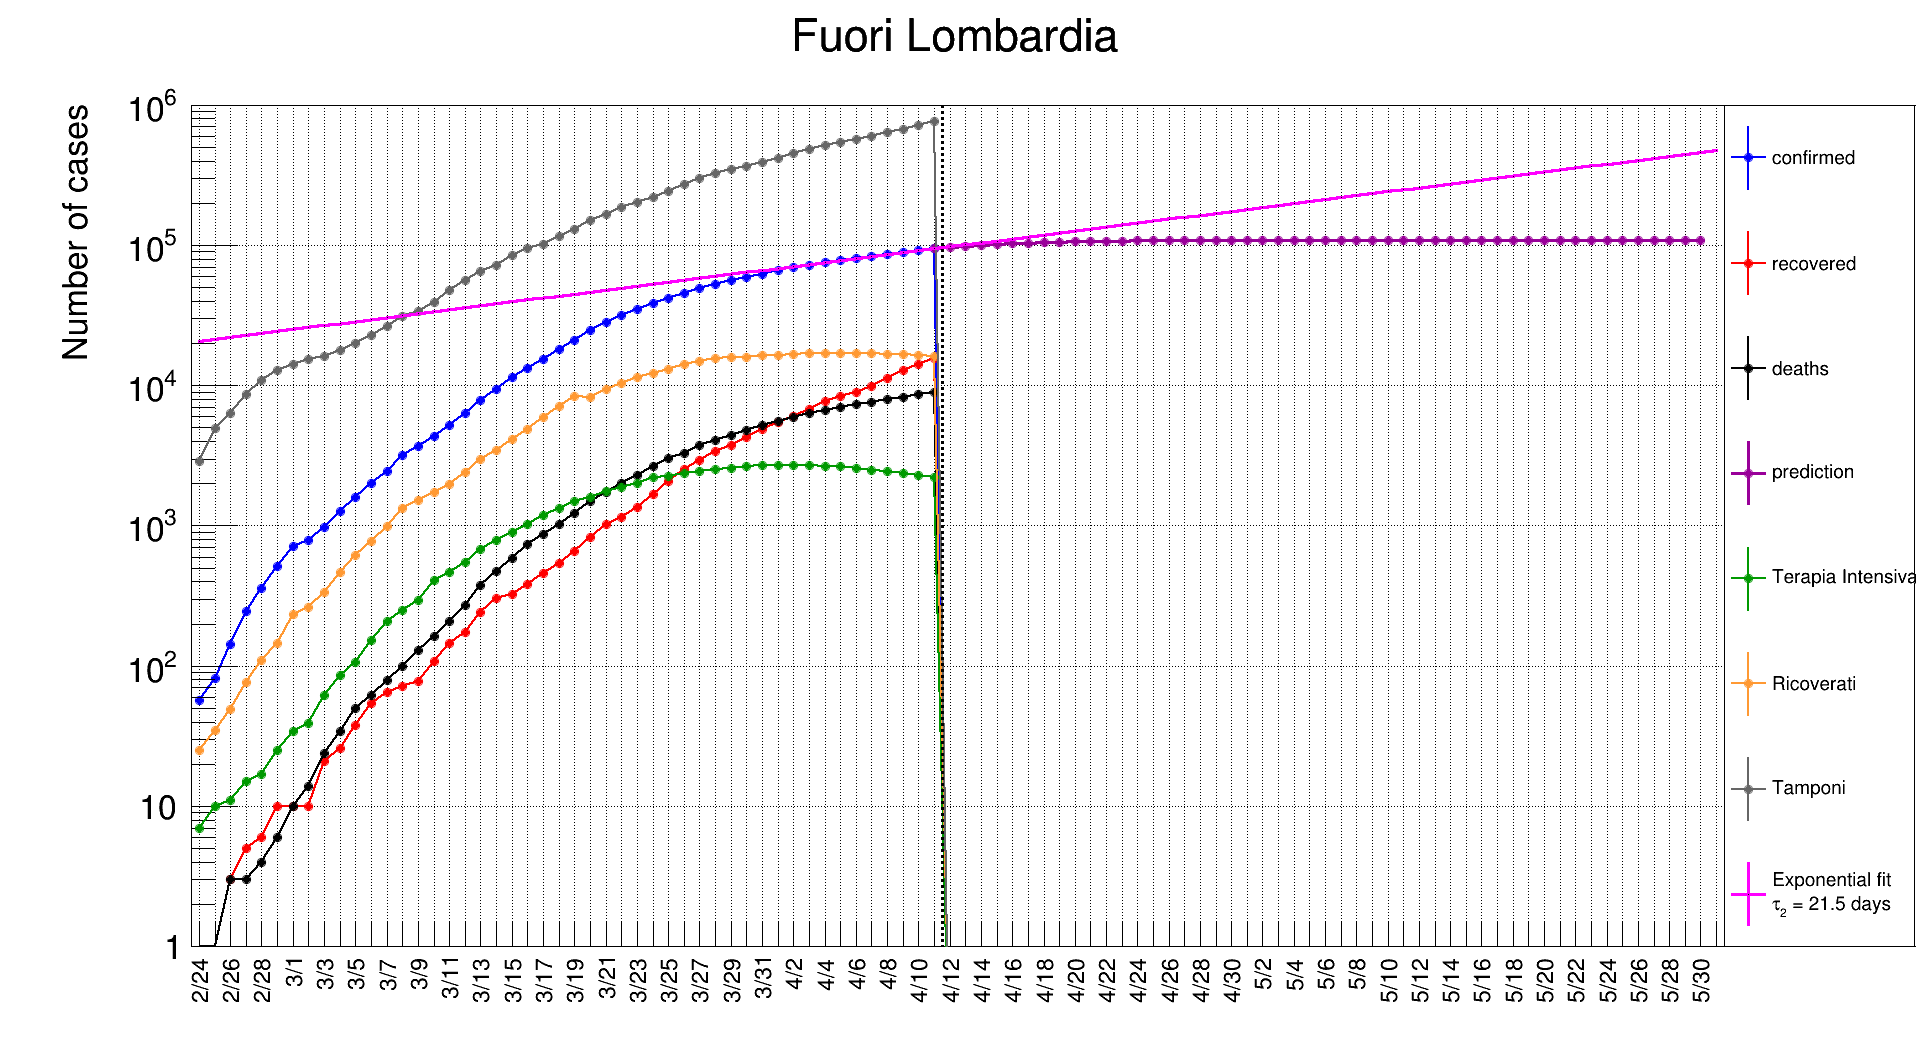 Fuori Lombardia
Number of cases
10^6
10^5
10^4
10^3
10^2
10
1
2/24 2/26 2/28 3/1 3/3 3/5 3/7 3/9 3/11 3/13 3/15 3/17 3/19 3/21 3/23 3/25 3/27 3/29 3/31 4/2 4/4 4/6 4/8 4/10 4/12 4/14 4/16 4/18 4/20 4/22 4/24 4/26 4/28 4/30 5/2 5/4 5/6 5/8 5/10 5/12 5/14 5/16 5/18 5/20 5/22 5/24 5/26 5/28 5/30
confirmed
recovered
deaths
prediction
Terapia Intensiva
Ricoverati
Tamponi
Exponential fit
τ_2 = 21.5 days